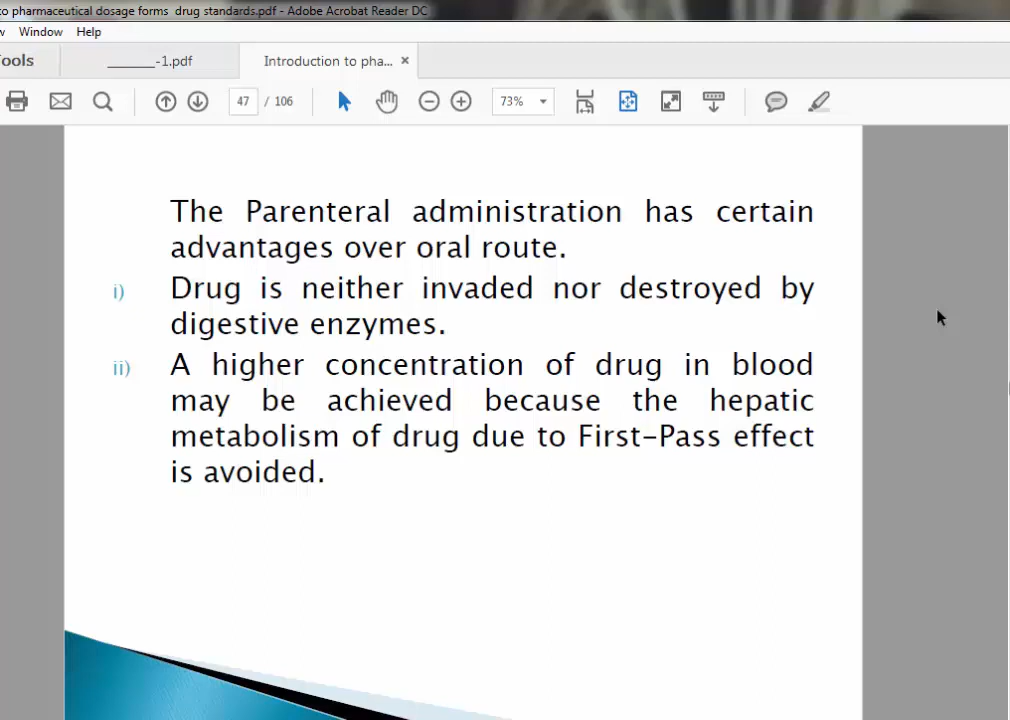 to pharmaceutical dosage forms drug standards.pdf - Adobe Acrobat Reader DC
w Window Help
Tools _______-1.pdf Introduction to pha... ×
47 / 106 73%
The Parenteral administration has certain
advantages over oral route.
i) Drug is neither invaded nor destroyed by
digestive enzymes.
ii) A higher concentration of drug in blood
may be achieved because the hepatic
metabolism of drug due to First-Pass effect
is avoided.